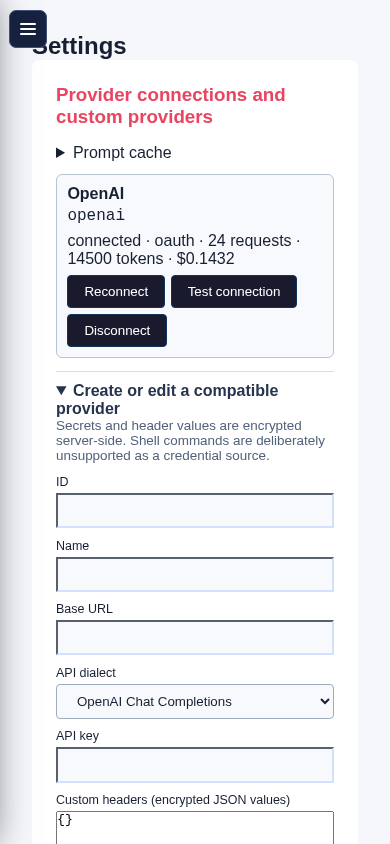 Settings
Provider connections and
custom providers
Prompt cache
OpenAI
openai
connected · oauth · 24 requests ·
14500 tokens · $0.1432
Reconnect
Test connection
Disconnect
Create or edit a compatible
provider
Secrets and header values are encrypted
server-side. Shell commands are deliberately
unsupported as a credential source.
ID
Name
Base URL
API dialect
OpenAI Chat Completions
API key
Custom headers (encrypted JSON values)
{}